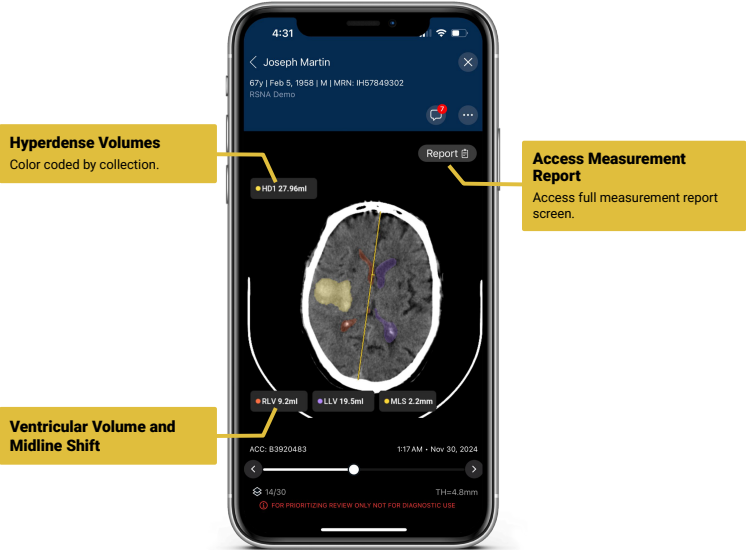 4:31
Joseph Martin
67y | Feb 5, 1958 | M | MRN: IH57849302
RSNA Demo
7
Hyperdense Volumes
Color coded by collection.
Report
Access Measurement
Report
Access full measurement report
screen.
HD1 27.96ml
RLV 9.2ml
LLV 19.5ml
MLS 2.2mm
Ventricular Volume and
Midline Shift
ACC: B3920483
1:17 AM • Nov 30, 2024
14/30
TH=4.8mm
FOR PRIORITIZING REVIEW ONLY NOT FOR DIAGNOSTIC USE